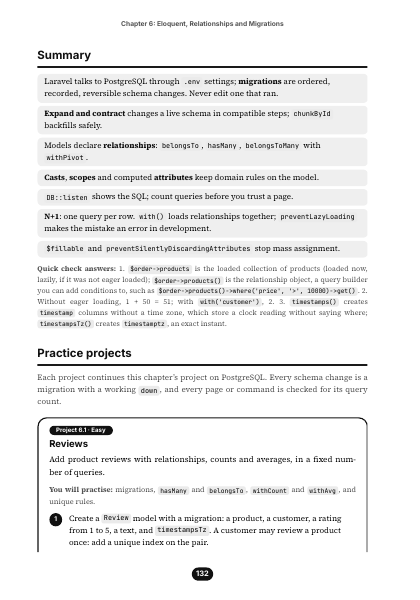 Chapter 6: Eloquent, Relationships and Migrations
Summary
Laravel talks to PostgreSQL through .env settings; migrations are ordered,
recorded, reversible schema changes. Never edit one that ran.
Expand and contract changes a live schema in compatible steps; chunkById
backfills safely.
Models declare relationships: belongsTo, hasMany, belongsToMany with
withPivot.
Casts, scopes and computed attributes keep domain rules on the model.
DB::listen shows the SQL; count queries before you trust a page.
N+1: one query per row. with() loads relationships together; preventLazyLoading
makes the mistake an error in development.
$fillable and preventSilentlyDiscardingAttributes stop mass assignment.
Quick check answers: 1. $order->products is the loaded collection of products (loaded now,
lazily, if it was not eager loaded); $order->products() is the relationship object, a query builder
you can add conditions to, such as $order->products()->where('price', '>', 10000)->get(). 2.
Without eager loading, 1 + 50 = 51; with with('customer'), 2. 3. timestamps() creates
timestamp columns without a time zone, which store a clock reading without saying where;
timestampsTz() creates timestamptz, an exact instant.
Practice projects
Each project continues this chapter's project on PostgreSQL. Every schema change is a
migration with a working down, and every page or command is checked for its query
count.
Project 6.1 · Easy
Reviews
Add product reviews with relationships, counts and averages, in a fixed num-
ber of queries.
You will practise: migrations, hasMany and belongsTo, withCount and withAvg, and
unique rules.
1 Create a Review model with a migration: a product, a customer, a rating
from 1 to 5, a text, and timestampsTz. A customer may review a product
once: add a unique index on the pair.
132